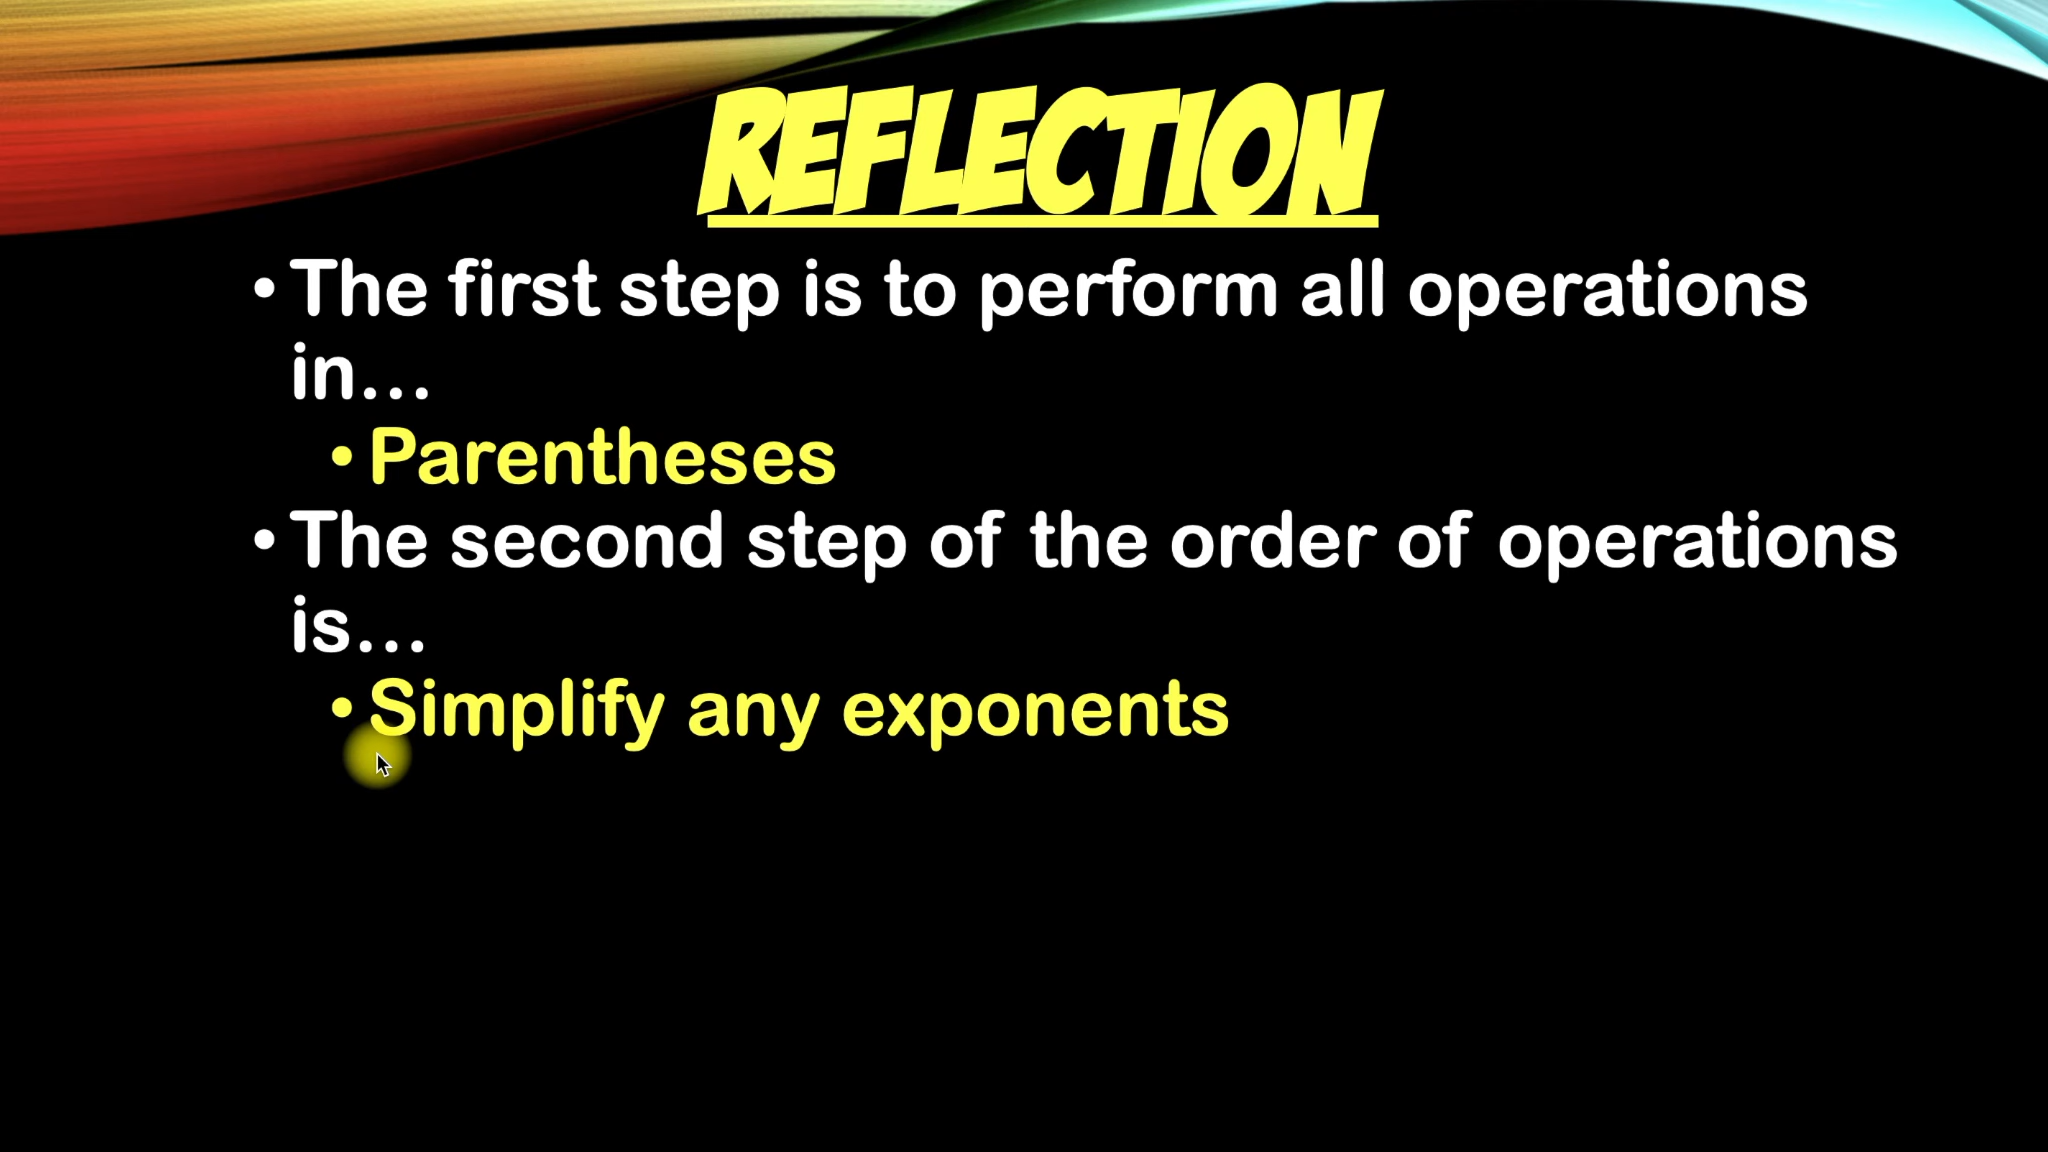 REFLECTION
• The first step is to perform all operations
in...
• Parentheses
• The second step of the order of operations
is...
• Simplify any exponents